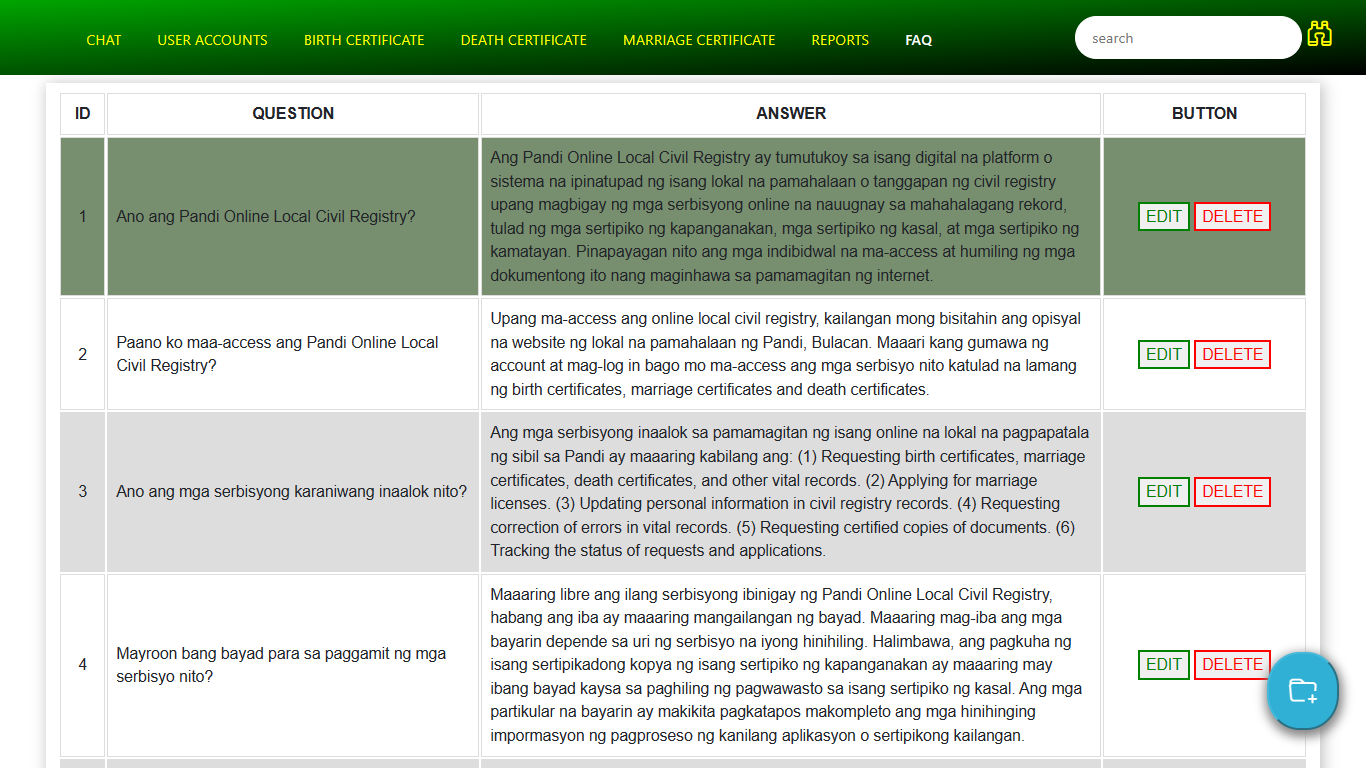 CHAT USER ACCOUNTS BIRTH CERTIFICATE DEATH CERTIFICATE MARRIAGE CERTIFICATE REPORTS FAQ search
ID QUESTION ANSWER BUTTON
1
Ano ang Pandi Online Local Civil Registry?
Ang Pandi Online Local Civil Registry ay tumutukoy sa isang digital na platform o
sistema na ipinatupad ng isang lokal na pamahalaan o tanggapan ng civil registry
upang magbigay ng mga serbisyong online na nauugnay sa mahahalagang rekord,
tulad ng mga sertipiko ng kapanganakan, mga sertipiko ng kasal, at mga sertipiko ng
kamatayan. Pinapayagan nito ang mga indibidwal na ma-access at humiling ng mga
dokumentong ito nang maginhawa sa pamamagitan ng internet.
EDIT DELETE
2
Paano ko maa-access ang Pandi Online Local
Civil Registry?
Upang ma-access ang online local civil registry, kailangan mong bisitahin ang opisyal
na website ng lokal na pamahalaan ng Pandi, Bulacan. Maaari kang gumawa ng
account at mag-log in bago mo ma-access ang mga serbisyo nito katulad na lamang
ng birth certificates, marriage certificates and death certificates.
EDIT DELETE
3
Ano ang mga serbisyong karaniwang inaalok nito?
Ang mga serbisyong inaalok sa pamamagitan ng isang online na lokal na pagpapatala
ng sibil sa Pandi ay maaaring kabilang ang: (1) Requesting birth certificates, marriage
certificates, death certificates, and other vital records. (2) Applying for marriage
licenses. (3) Updating personal information in civil registry records. (4) Requesting
correction of errors in vital records. (5) Requesting certified copies of documents. (6)
Tracking the status of requests and applications.
EDIT DELETE
4
Mayroon bang bayad para sa paggamit ng mga
serbisyo nito?
Maaaring libre ang ilang serbisyong ibinigay ng Pandi Online Local Civil Registry,
habang ang iba ay maaaring mangailangan ng bayad. Maaaring mag-iba ang mga
bayarin depende sa uri ng serbisyo na iyong hinihiling. Halimbawa, ang pagkuha ng
isang sertipikadong kopya ng isang sertipiko ng kapanganakan ay maaaring may
ibang bayad kaysa sa paghiling ng pagwawasto sa isang sertipiko ng kasal. Ang mga
partikular na bayarin ay makikita pagkatapos makompleto ang mga hinihinging
impormasyon ng pagproseso ng kanilang aplikasyon o sertipikong kailangan.
EDIT DELETE